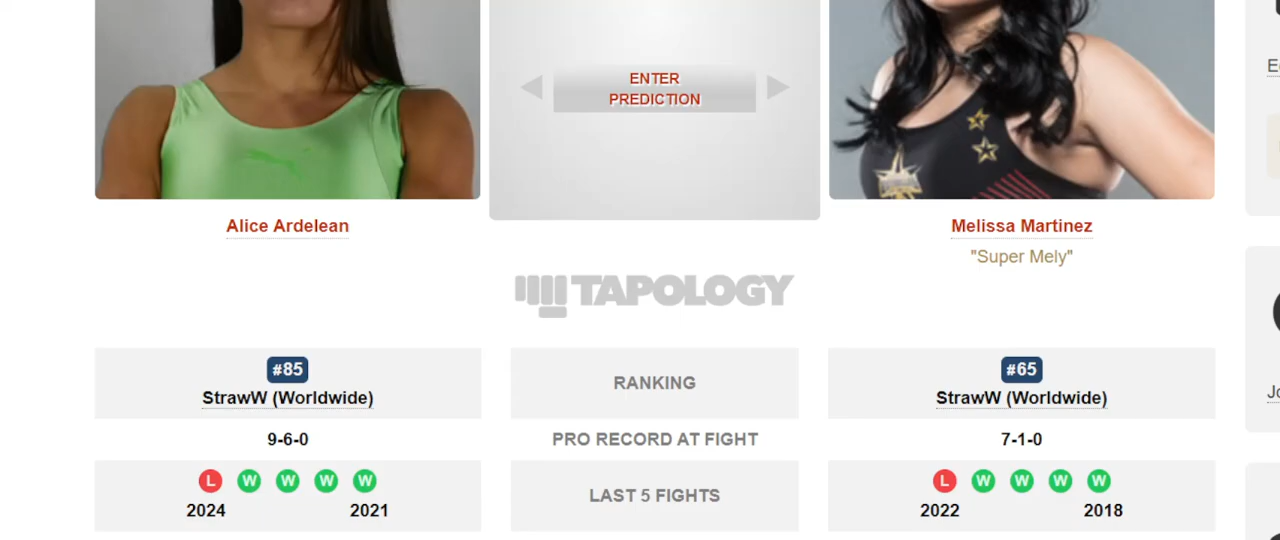 ENTER
PREDICTION
Alice Ardelean
Melissa Martinez
"Super Mely"
TAPOLOGY
#85
StrawW (Worldwide)
RANKING
#65
StrawW (Worldwide)
9-6-0
PRO RECORD AT FIGHT
7-1-0
L W W W W
2024 2021
LAST 5 FIGHTS
L W W W W
2022 2018